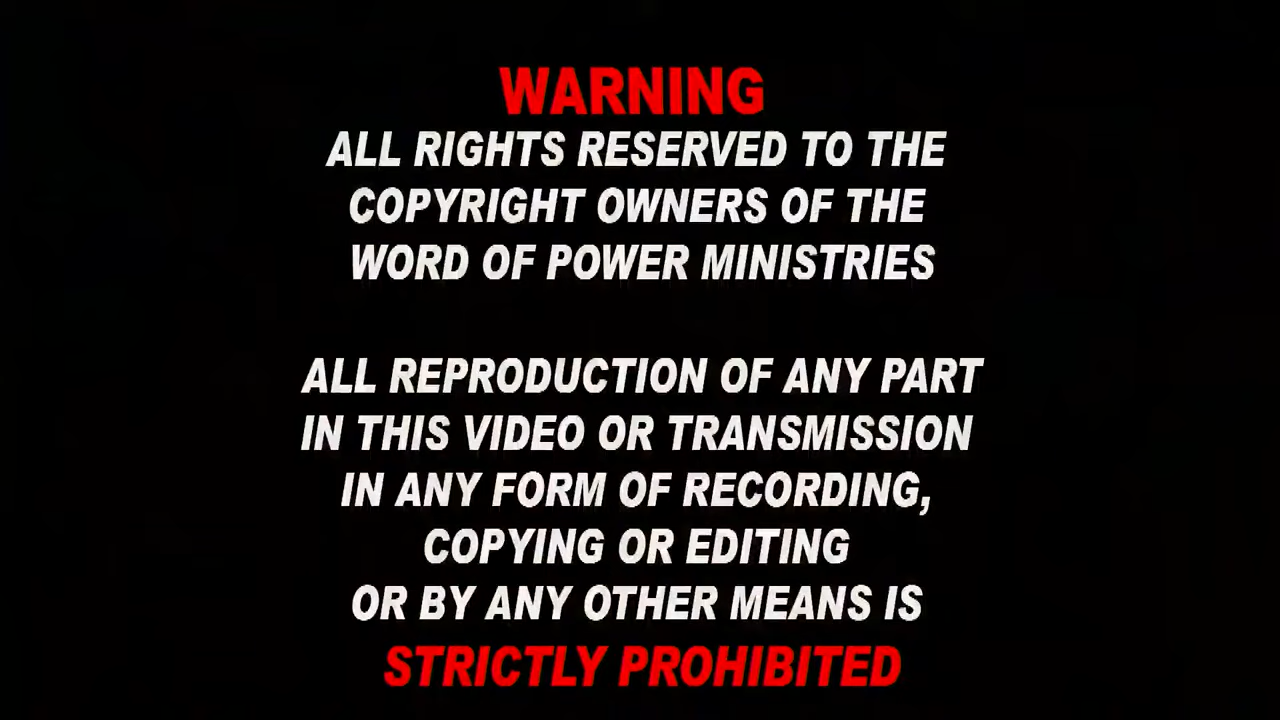 WARNING
ALL RIGHTS RESERVED TO THE
COPYRIGHT OWNERS OF THE
WORD OF POWER MINISTRIES
ALL REPRODUCTION OF ANY PART
IN THIS VIDEO OR TRANSMISSION
IN ANY FORM OF RECORDING,
COPYING OR EDITING
OR BY ANY OTHER MEANS IS
STRICTLY PROHIBITED